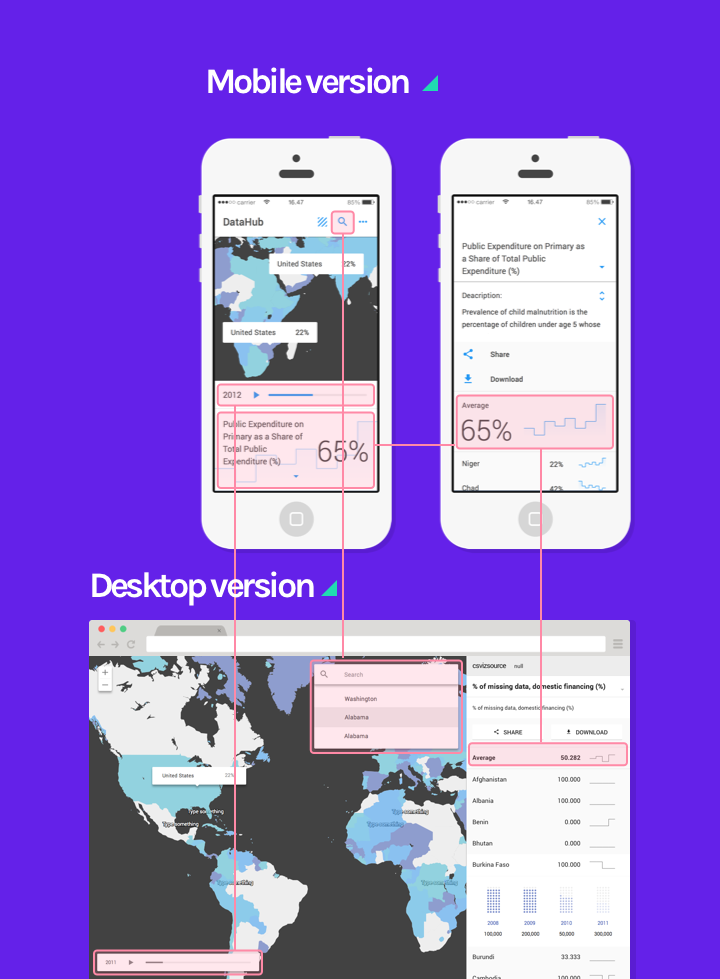 Mobile version
carrier 16.47 85%
DataHub
United States 22%
United States 22%
2012
Public Expenditure on
Primary as a Share of
Total Public
Expenditure (%)
65%
carrier 16.47 85%
Public Expenditure on Primary as
a Share of Total Public
Expenditure (%)
Deacription:
Prevalence of child malnutrition is the
percentage of children under age 5 whose
Share
Download
Average
65%
Niger 22%
Chad 42%
Desktop version
Search
Washington
Alabama
Alabama
United States 22%
Type something
Type something
Type something
Type something
Type something
2011
csvizsource null
% of missing data, domestic financing (%)
% of missing data, domestic financing (%)
SHARE DOWNLOAD
Average 50.282
Afghanistan 100.000
Albania 100.000
Benin 0.000
Bhutan 0.000
Burkina Faso 100.000
2008 2009 2010 2011
100,000 200,000 50,000 300,000
Burundi 33.333
Cambodia 100.000